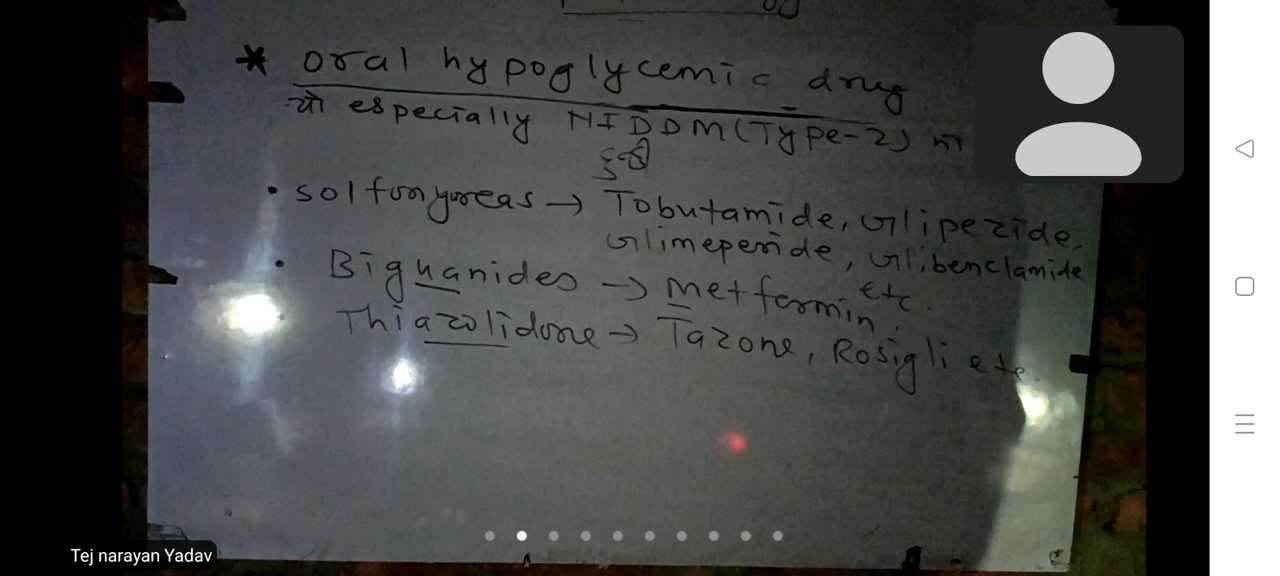 * oral hypoglycemic drug
यो especially NIDDM (Type-2) मा
हुन्छ
• solfonyureas → Tobutamide, Glipezide,
Glimeperide, Glibenclamide
etc.
• Biguanides → Metformin.
Thiazolidone → Tazone, Rosigli etc.
Tej narayan Yadav